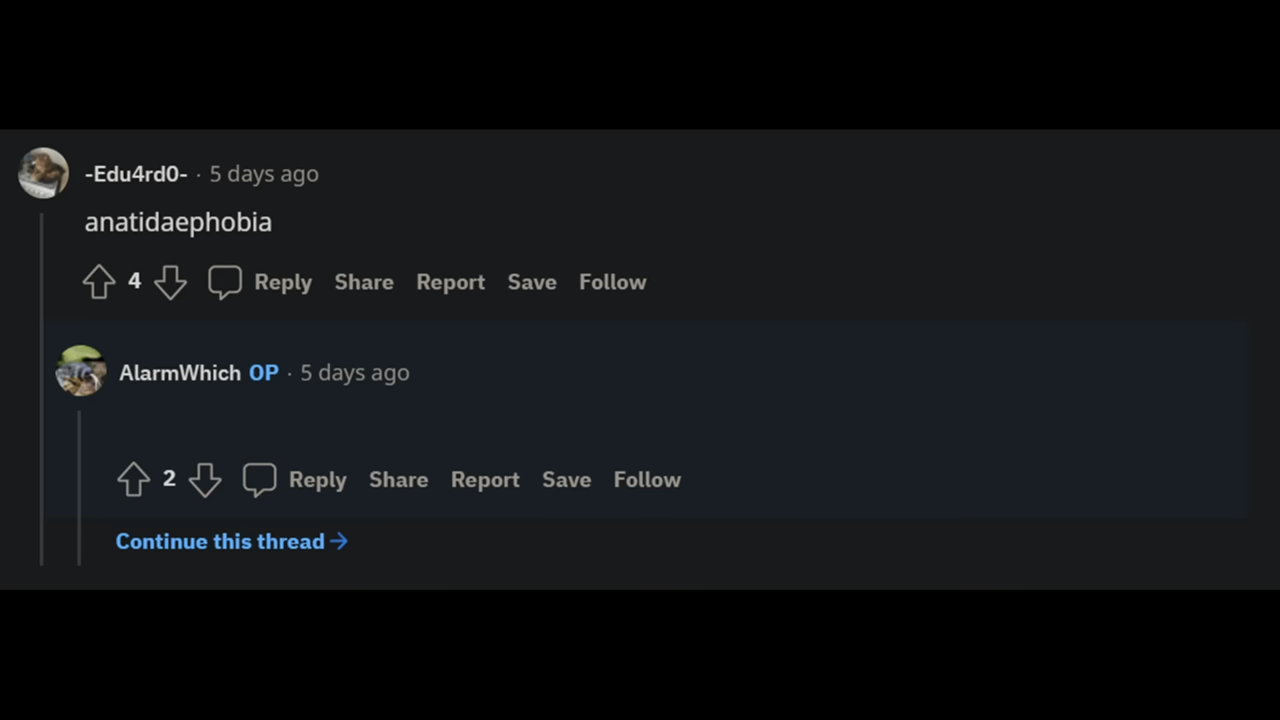 -Edu4rd0- · 5 days ago
anatidaephobia
4 Reply Share Report Save Follow
AlarmWhich OP · 5 days ago
2 Reply Share Report Save Follow
Continue this thread →